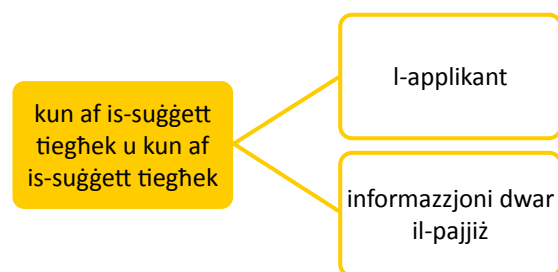 kun af is-suġġett
tiegħek u kun af
is-suġġett tiegħek
l-applikant
informazzjoni dwar
il-pajjiż